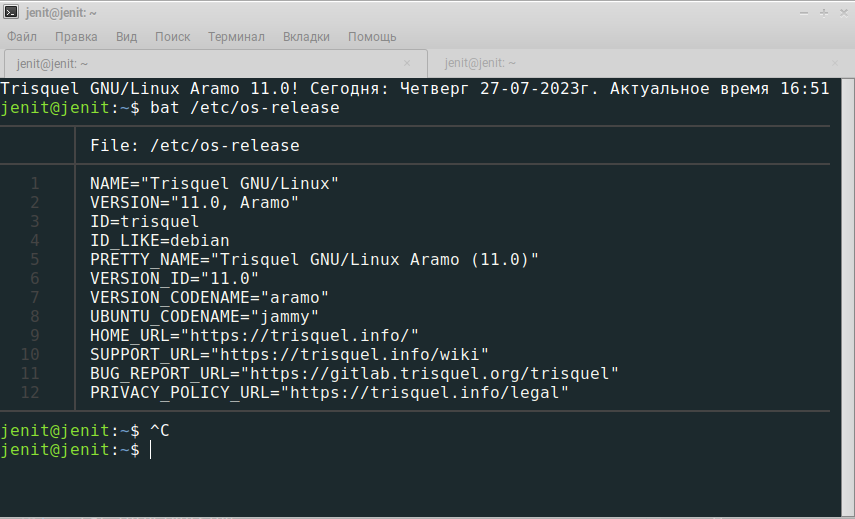 jenit@jenit: ~
Файл Правка Вид Поиск Терминал Вкладки Помощь
jenit@jenit: ~ × jenit@jenit: ~ ×
Trisquel GNU/Linux Aramo 11.0! Сегодня: Четверг 27-07-2023г. Актуальное время 16:51
jenit@jenit:~$ bat /etc/os-release
File: /etc/os-release
1 NAME="Trisquel GNU/Linux"
2 VERSION="11.0, Aramo"
3 ID=trisquel
4 ID_LIKE=debian
5 PRETTY_NAME="Trisquel GNU/Linux Aramo (11.0)"
6 VERSION_ID="11.0"
7 VERSION_CODENAME="aramo"
8 UBUNTU_CODENAME="jammy"
9 HOME_URL="https://trisquel.info/"
10 SUPPORT_URL="https://trisquel.info/wiki"
11 BUG_REPORT_URL="https://gitlab.trisquel.org/trisquel"
12 PRIVACY_POLICY_URL="https://trisquel.info/legal"
jenit@jenit:~$ ^C
jenit@jenit:~$